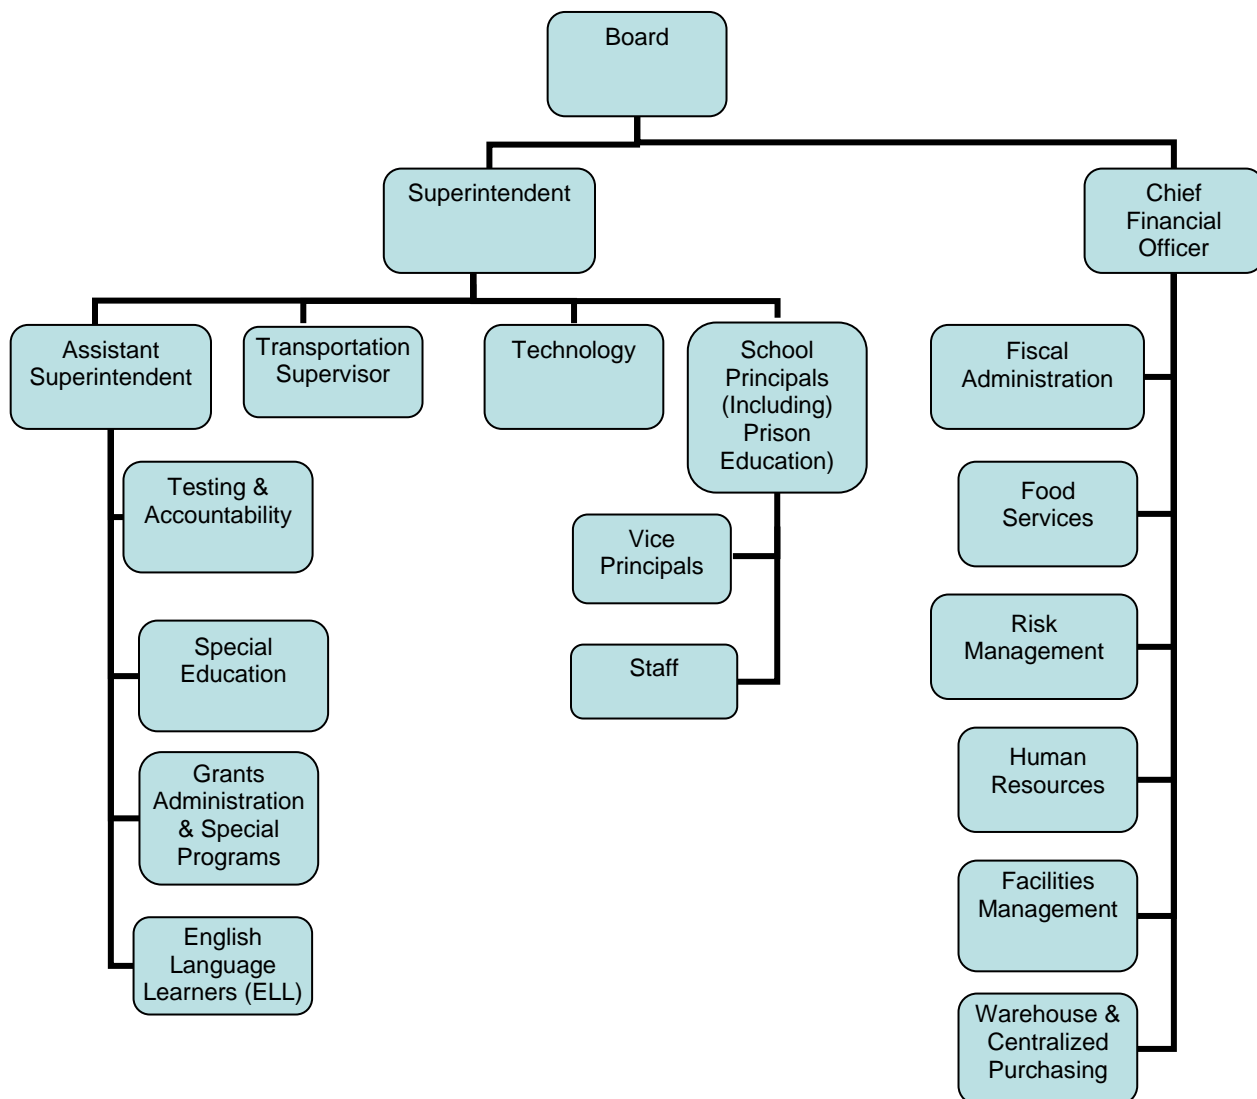 Board
Superintendent
Chief
Financial
Officer
Assistant
Superintendent
Transportation
Supervisor
Technology
School
Principals
(Including)
Prison
Education)
Fiscal
Administration
Testing &
Accountability
Food
Services
Vice
Principals
Special
Education
Risk
Management
Staff
Grants
Administration
& Special
Programs
Human
Resources
English
Language
Learners (ELL)
Facilities
Management
Warehouse &
Centralized
Purchasing